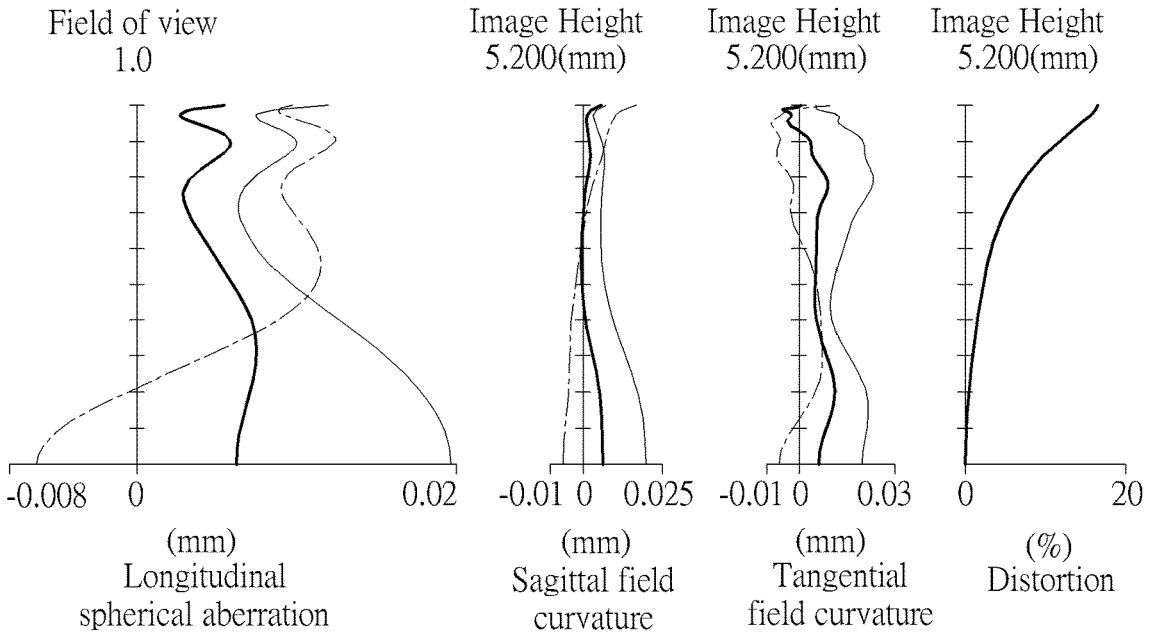 Field of view
1.0
Image Height
5.200(mm)
Image Height
5.200(mm)
Image Height
5.200(mm)
-0.008 0 0.02
-0.01 0 0.025
-0.01 0 0.03
0 20
(mm)
Longitudinal
spherical aberration
(mm)
Sagittal field
curvature
(mm)
Tangential
field curvature
(%)
Distortion